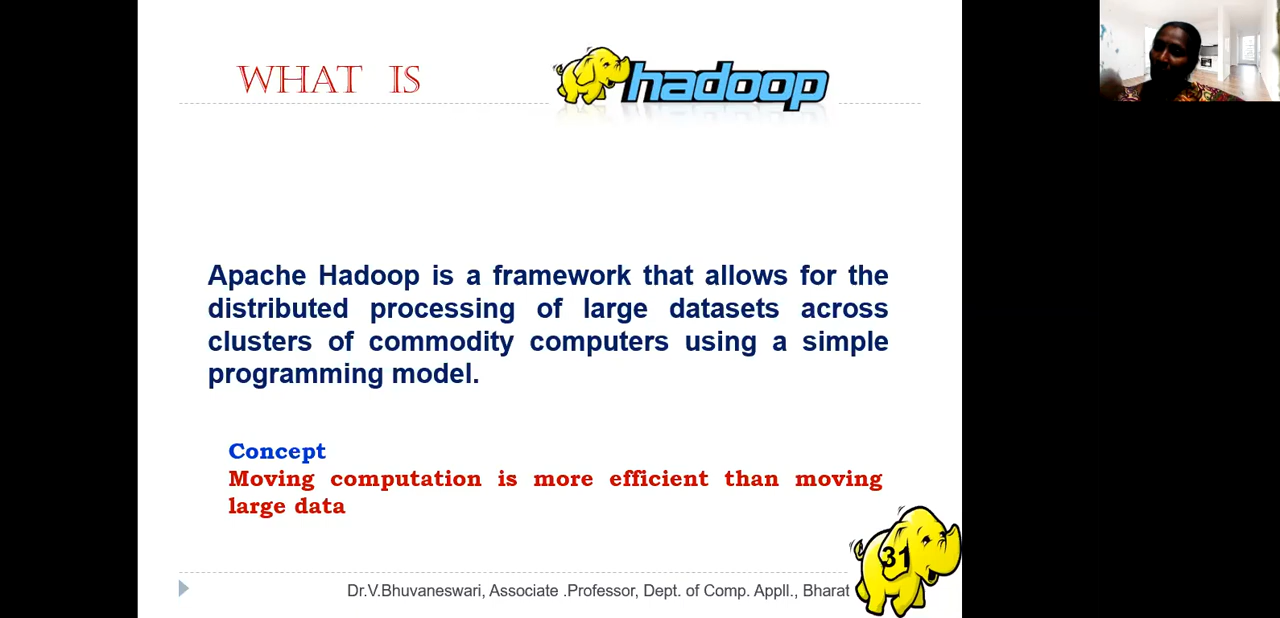 WHAT IS
hadoop
Apache Hadoop is a framework that allows for the
distributed processing of large datasets across
clusters of commodity computers using a simple
programming model.
Concept
Moving computation is more efficient than moving
large data
31
Dr.V.Bhuvaneswari, Associate .Professor, Dept. of Comp. Appll., Bharat